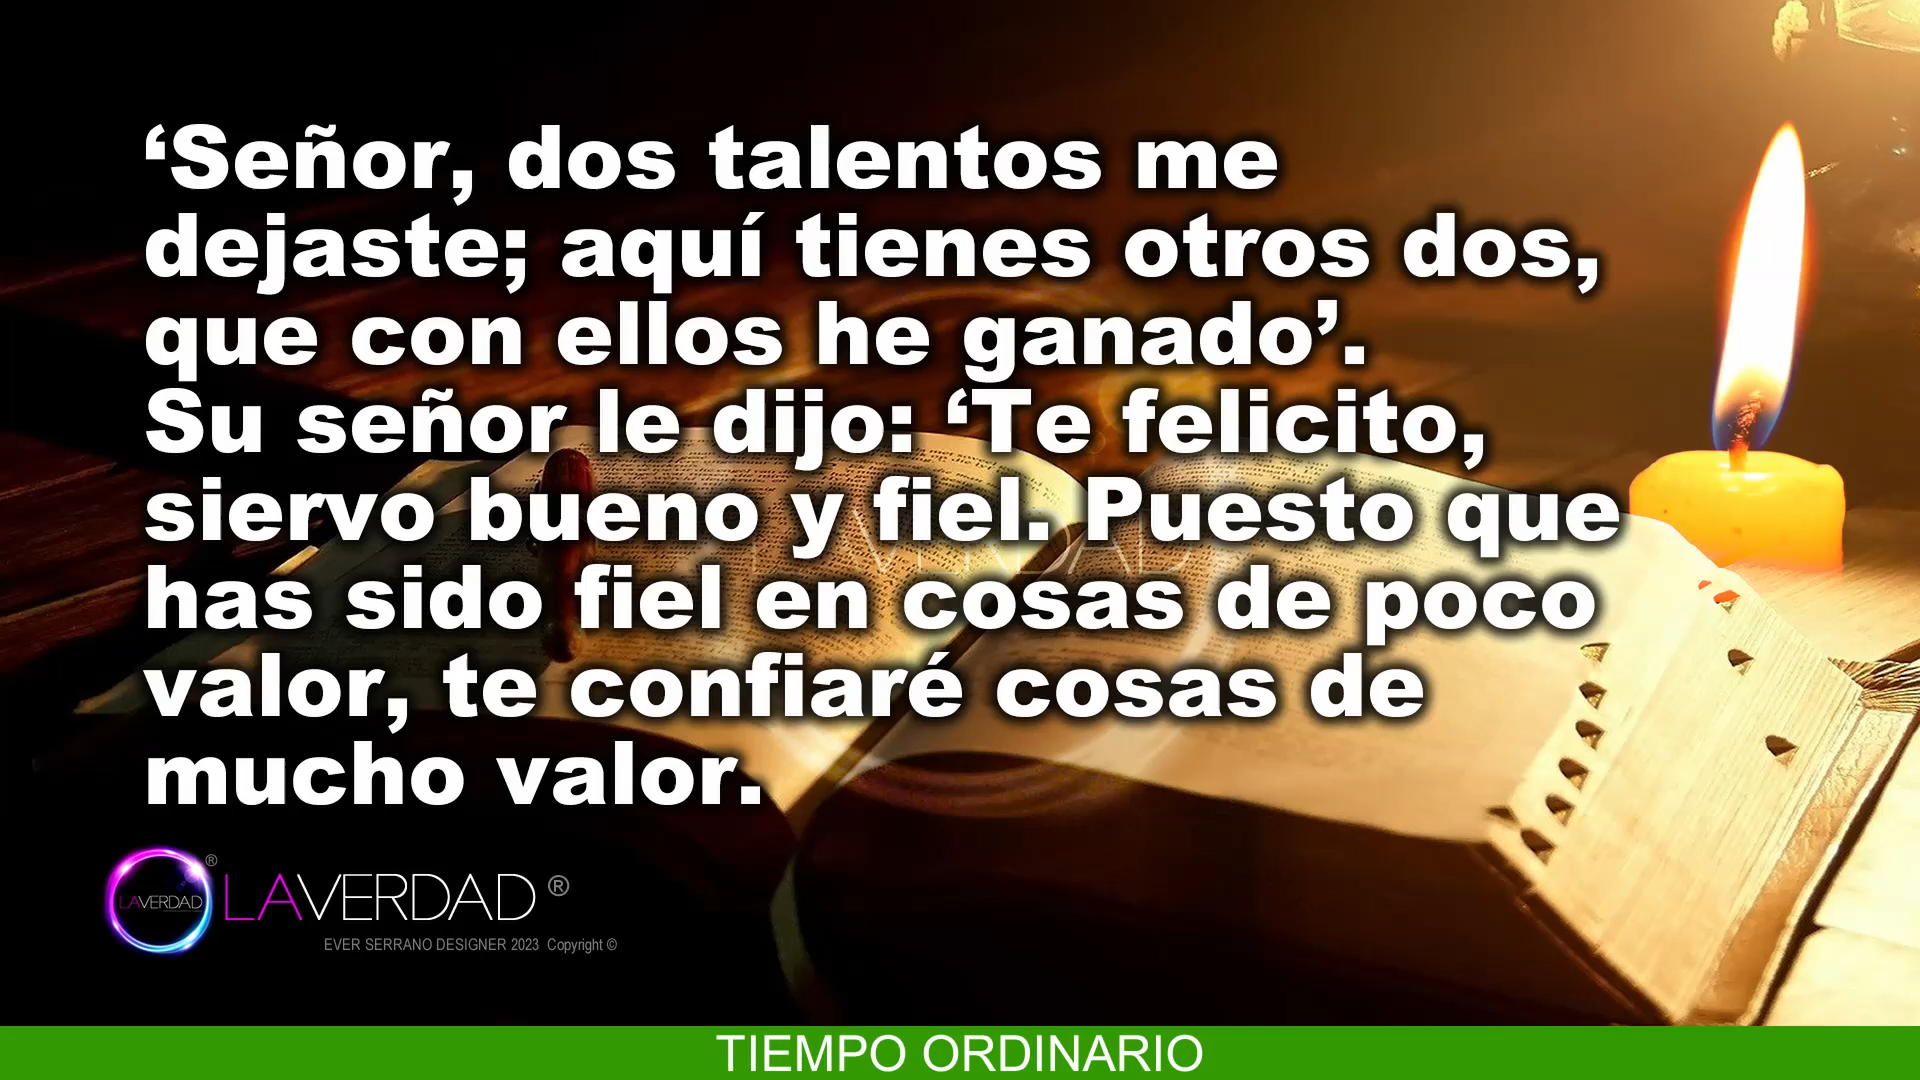 ‘Señor, dos talentos me
dejaste; aquí tienes otros dos,
que con ellos he ganado’.
Su señor le dijo: ‘Te felicito,
siervo bueno y fiel. Puesto que
has sido fiel en cosas de poco
valor, te confiaré cosas de
mucho valor.
LAVERDAD ®
LAVERDAD ®
EVER SERRANO DESIGNER 2023 Copyright ©
TIEMPO ORDINARIO